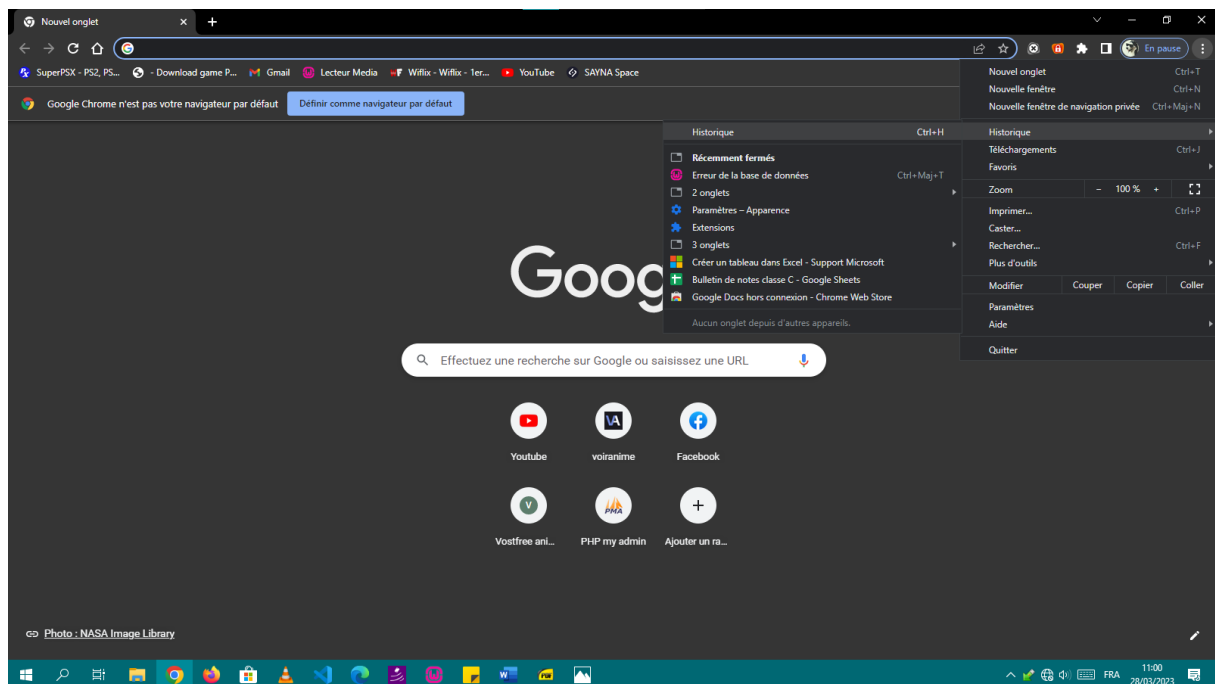 Nouvel onglet
En pause
SuperPSX - PS2, PS...
- Download game P...
Gmail
Lecteur Media
Wiflix - Wiflix - 1er...
YouTube
SAYNA Space
Google Chrome n'est pas votre navigateur par défaut
Définir comme navigateur par défaut
Nouvel onglet Ctrl+T
Nouvelle fenêtre Ctrl+N
Nouvelle fenêtre de navigation privée Ctrl+Maj+N
Historique
Téléchargements Ctrl+J
Favoris
Zoom - 100 % +
Imprimer... Ctrl+P
Caster...
Rechercher... Ctrl+F
Plus d'outils
Modifier Couper Copier Coller
Paramètres
Aide
Quitter
Historique Ctrl+H
Récemment fermés
Erreur de la base de données Ctrl+Maj+T
2 onglets
Paramètres – Apparence
Extensions
3 onglets
Créer un tableau dans Excel - Support Microsoft
Bulletin de notes classe C - Google Sheets
Google Docs hors connexion - Chrome Web Store
Aucun onglet depuis d'autres appareils.
Goog
Effectuez une recherche sur Google ou saisissez une URL
Youtube
voiranime
Facebook
V
PMA
Vostfree ani...
PHP my admin
Ajouter un ra...
Photo : NASA Image Library
FRA
11:00
28/03/2023